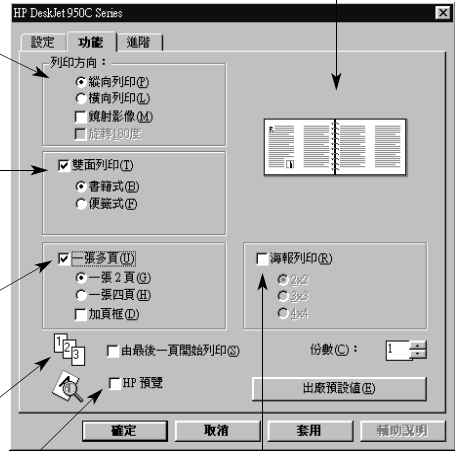 HP DeskJet 950C Series
設定 功能 進階
列印方向：
縱向列印(P)
橫向列印(L)
鏡射影像(M)
旋轉180度
雙面列印(T)
書籍式(B)
便籤式(F)
一張多頁(U)
一張 2 頁(G)
一張四頁(H)
加頁框(D)
海報列印(R)
2x2
3x3
4x4
1 2 3
由最後一頁開始列印(S)
份數(C)： 1
HP 預覽
出廠預設值(E)
確定 取消 套用 輔助說明